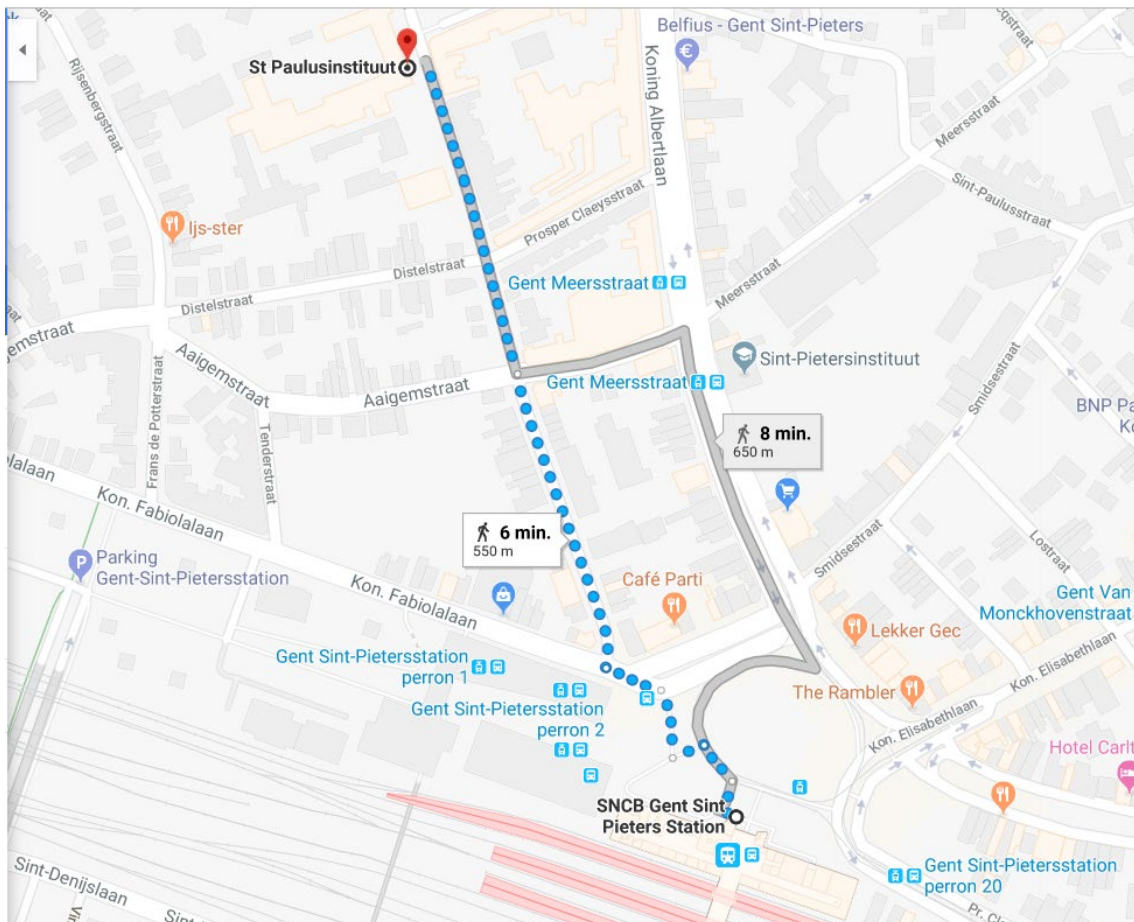 Belfius - Gent Sint-Pieters
St Paulusinstituut
Rijsenbergstraat
Koning Albertlaan
Meersstraat
Sint-Paulusstraat
Prosper Claeysstraat
Ijs-ster
Distelstraat
Gent Meersstraat
Distelstraat
Meersstraat
Aaigemstraat
Sint-Pietersinstituut
Gent Meersstraat
Aaigemstraat
Smidsestraat
Frans de Potterstraat
Tenderstraat
BNP Pa
Ko
8 min.
650 m
Kon. Fabiolalaan
6 min.
550 m
Parking
Gent-Sint-Pietersstation
P
Smidsestraat
Lostraat
Café Parti
Kon. Fabiolalaan
Gent Van
Monckhovenstraat
Lekker Gec
Gent Sint-Pietersstation
perron 1
Kon. Elisabethlaan
The Rambler
Gent Sint-Pietersstation
perron 2
Kon. Elisabethlaan
Hotel Carlt
SNCB Gent Sint
Pieters Station
Gent Sint-Pietersstation
perron 20
Sint-Denijslaan